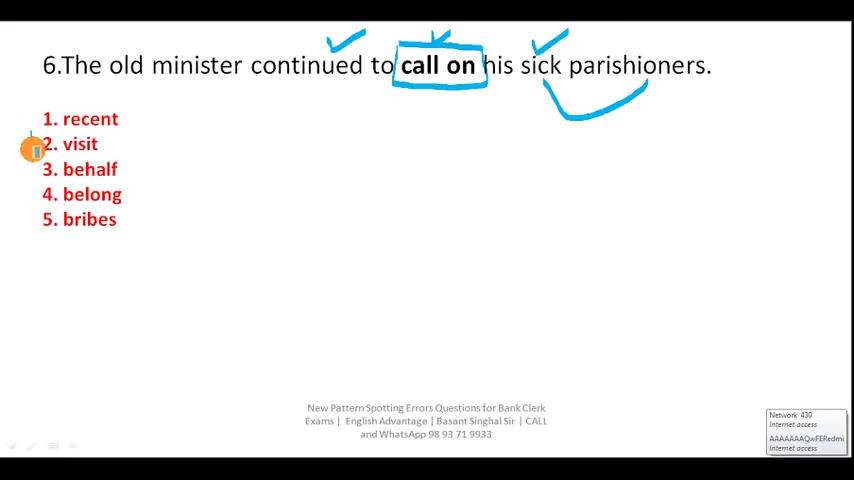 6.The old minister continued to call on his sick parishioners.
1. recent
2. visit
3. behalf
4. belong
5. bribes
New Pattern Spotting Errors Questions for Bank Clerk
Exams | English Advantage | Basant Singhal Sir | CALL
and WhatsApp 98 93 71 9933
Network 430
Internet access
AAAAAAAQwFERedmi
Internet access